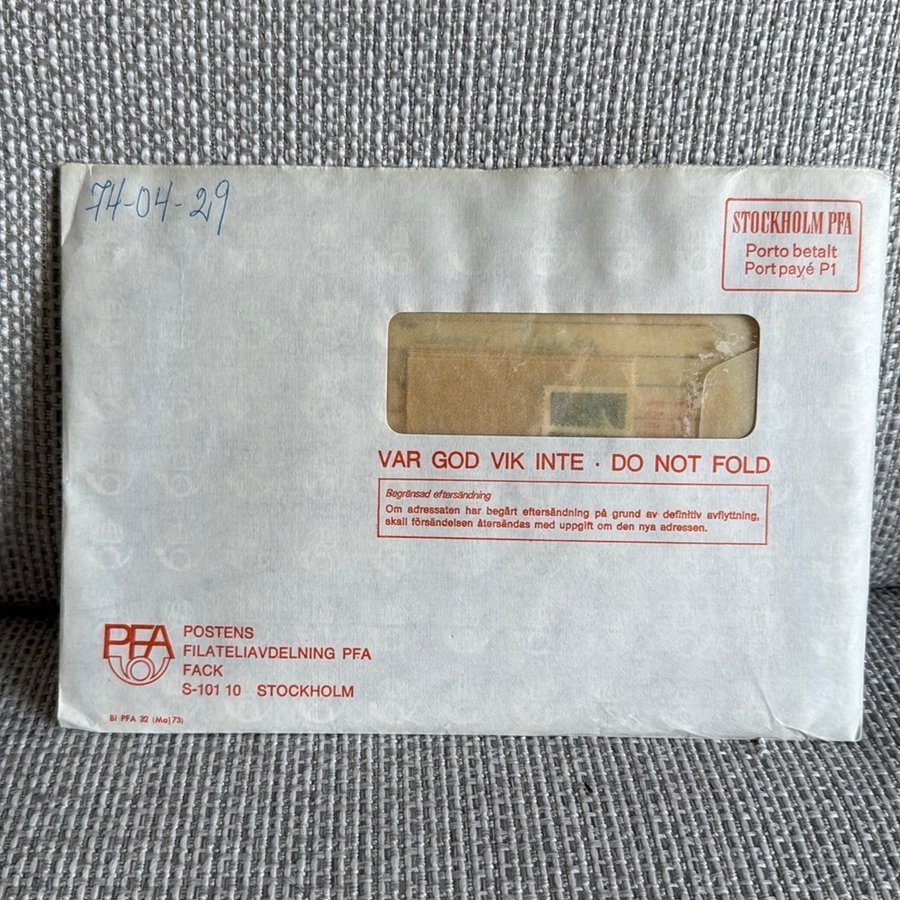 74-04-29
STOCKHOLM PFA
Porto betalt
Port payé P1
VAR GOD VIK INTE · DO NOT FOLD
Begränsad eftersändning
Om adressaten har begärt eftersändning på grund av definitiv avflyttning,
skall försändelsen återsändas med uppgift om den nya adressen.
PFA
POSTENS
FILATELIAVDELNING PFA
FACK
S-101 10 STOCKHOLM
Bl PFA 32 (Maj 73)